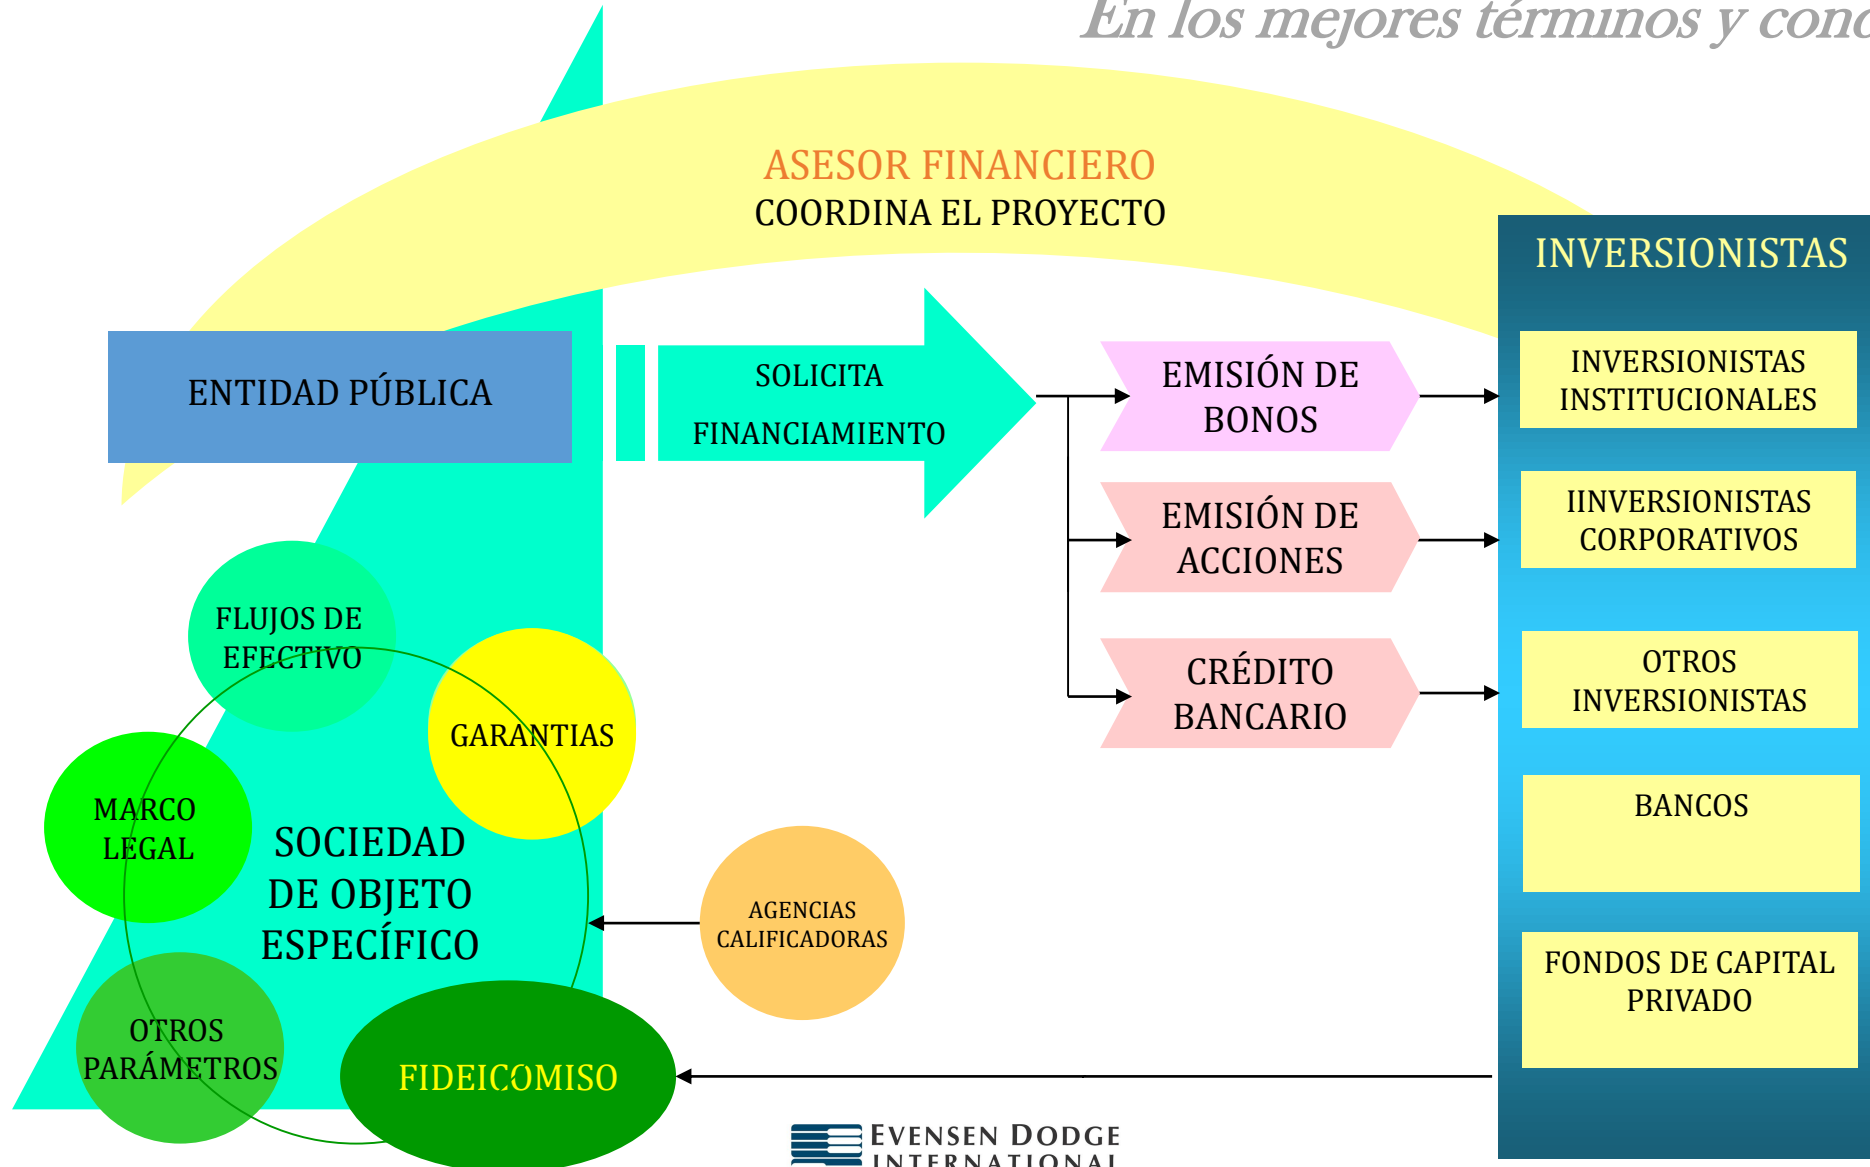 En los mejores términos y
ASESOR FINANCIERO
COORDINA EL PROYECTO
INVERSIONISTAS
ENTIDAD PÚBLICA
SOLICITA
FINANCIAMIENTO
EMISIÓN DE
BONOS
INVERSIONISTAS
INSTITUCIONALES
EMISIÓN DE
ACCIONES
IINVERSIONISTAS
CORPORATIVOS
CRÉDITO
BANCARIO
OTROS
INVERSIONISTAS
BANCOS
FONDOS DE CAPITAL
PRIVADO
FLUJOS DE
EFECTIVO
GARANTIAS
MARCO
LEGAL
SOCIEDAD
DE OBJETO
ESPECÍFICO
AGENCIAS
CALIFICADORAS
OTROS
PARÁMETROS
FIDEICOMISO
EVENSEN DODGE
INTERNATIONAL